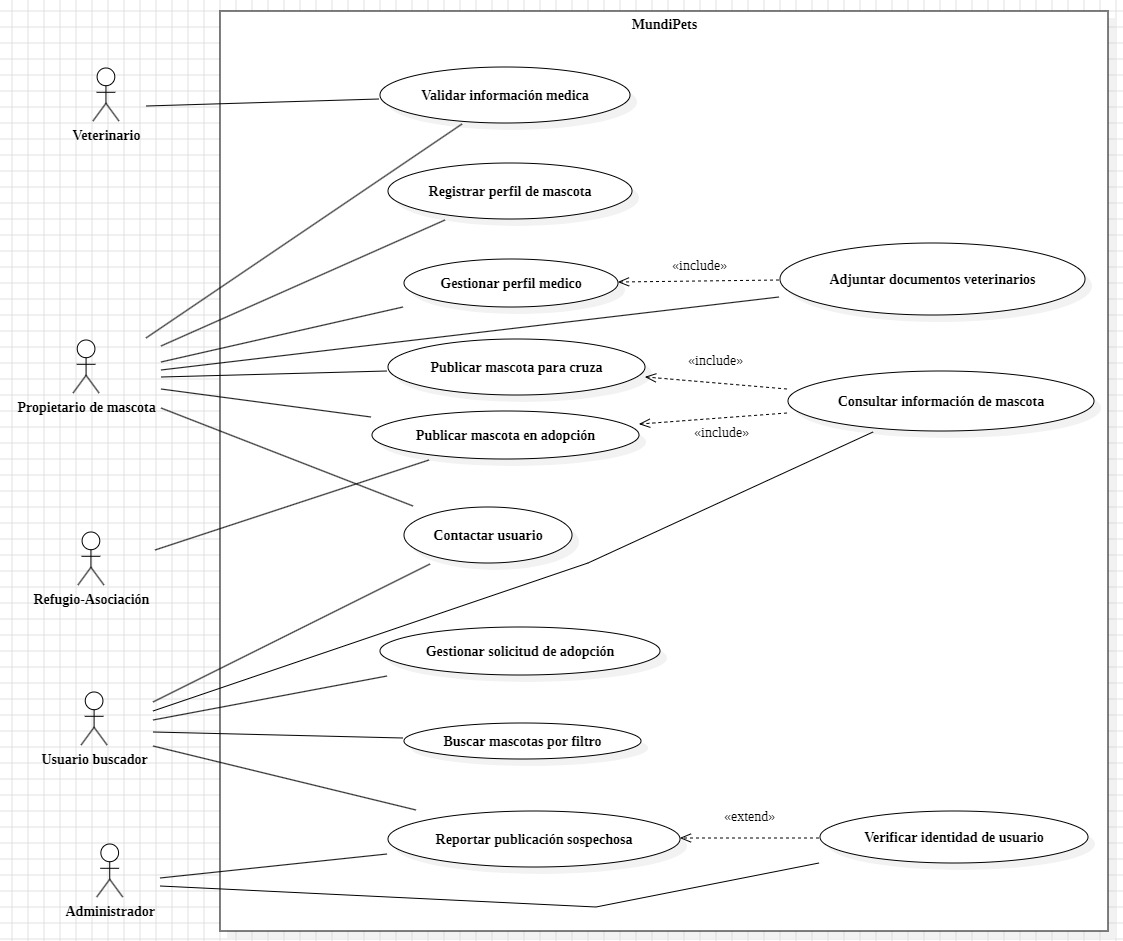 MundiPets
Validar información medica
Veterinario
Registrar perfil de mascota
«include»
Gestionar perfil medico
Adjuntar documentos veterinarios
«include»
Publicar mascota para cruza
Propietario de mascota
Consultar información de mascota
Publicar mascota en adopción
«include»
Contactar usuario
Refugio-Asociación
Gestionar solicitud de adopción
Buscar mascotas por filtro
Usuario buscador
«extend»
Reportar publicación sospechosa
Verificar identidad de usuario
Administrador